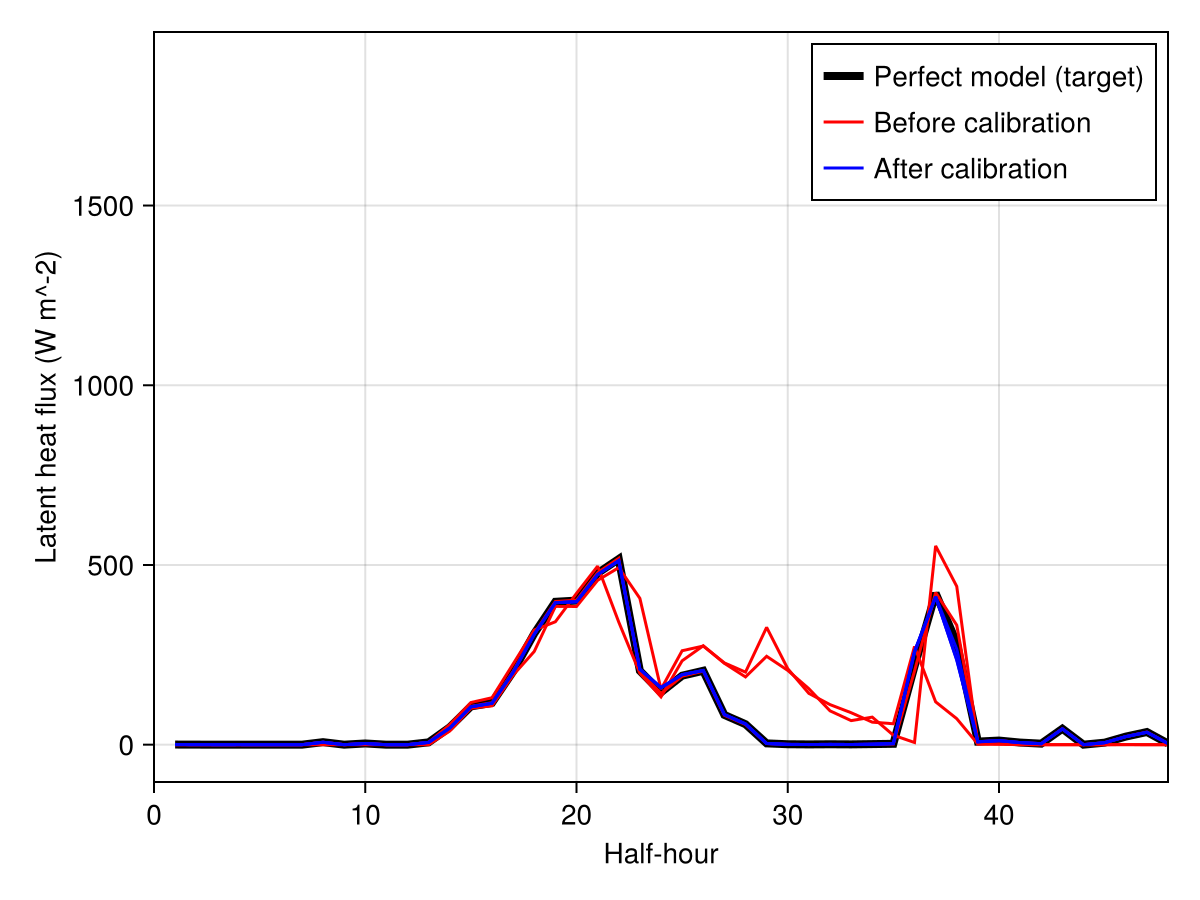 Perfect model (target)
Before calibration
After calibration
Latent heat flux (W m^-2)
1500
1000
500
0
0
10
20
30
40
Half-hour